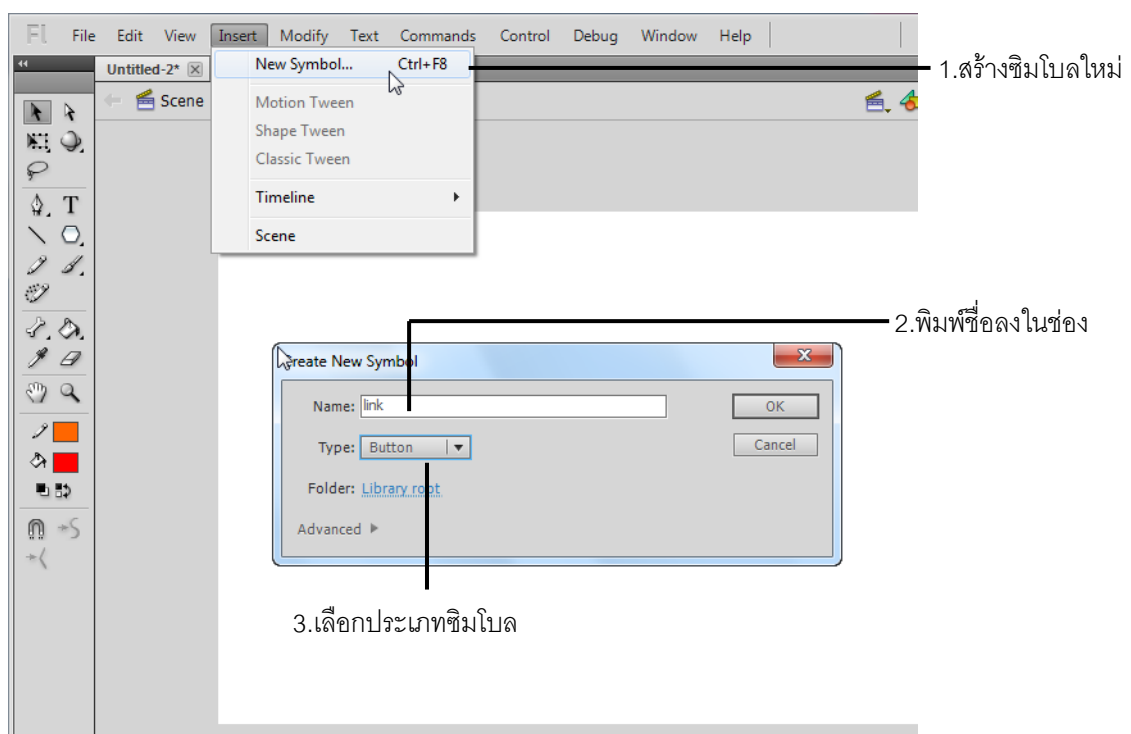 Fl File Edit View Insert Modify Text Commands Control Debug Window Help
Untitled-2*
New Symbol... Ctrl+F8
1.สร้างซิมโบลใหม่
Scene
Motion Tween
Shape Tween
Classic Tween
Timeline
Scene
T
2.พิมพ์ชื่อลงในช่อง
Create New Symbol
Name: link
OK
Type: Button
Cancel
Folder: Library root
Advanced
3.เลือกประเภทซิมโบล